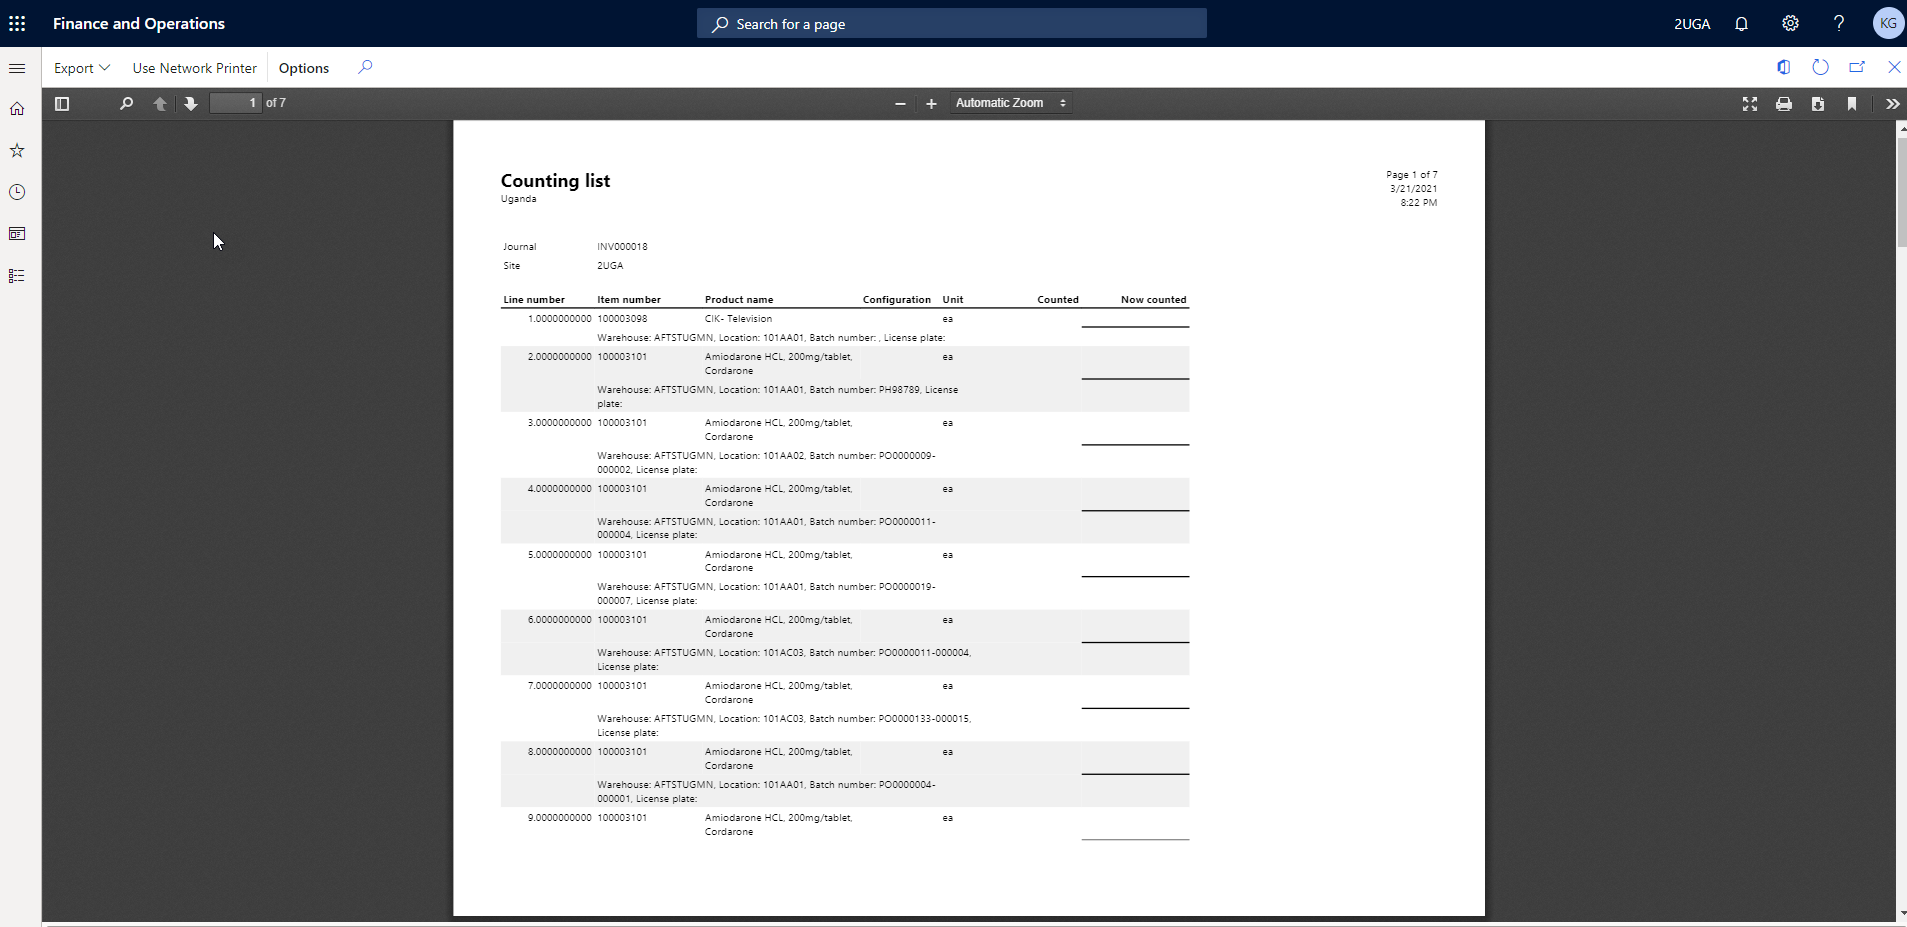 Finance and Operations
Search for a page
2UGA
?
KG
Export
Use Network Printer
Options
1 of 7
Automatic Zoom
Counting list
Uganda
Page 1 of 7
3/21/2021
8:22 PM
Journal INV000018
Site 2UGA
Line number Item number Product name Configuration Unit Counted Now counted
1.0000000000 100003098 CIK- Television ea
Warehouse: AFTSTUGMN, Location: 101AA01, Batch number: , License plate:
2.0000000000 100003101 Amiodarone HCL, 200mg/tablet, ea
Cordarone
Warehouse: AFTSTUGMN, Location: 101AA01, Batch number: PH98789, License
plate:
3.0000000000 100003101 Amiodarone HCL, 200mg/tablet, ea
Cordarone
Warehouse: AFTSTUGMN, Location: 101AA02, Batch number: PO0000009-
000002, License plate:
4.0000000000 100003101 Amiodarone HCL, 200mg/tablet, ea
Cordarone
Warehouse: AFTSTUGMN, Location: 101AA01, Batch number: PO0000011-
000004, License plate:
5.0000000000 100003101 Amiodarone HCL, 200mg/tablet, ea
Cordarone
Warehouse: AFTSTUGMN, Location: 101AA01, Batch number: PO0000019-
000007, License plate:
6.0000000000 100003101 Amiodarone HCL, 200mg/tablet, ea
Cordarone
Warehouse: AFTSTUGMN, Location: 101AC03, Batch number: PO0000011-000004,
License plate:
7.0000000000 100003101 Amiodarone HCL, 200mg/tablet, ea
Cordarone
Warehouse: AFTSTUGMN, Location: 101AC03, Batch number: PO0000133-000015,
License plate:
8.0000000000 100003101 Amiodarone HCL, 200mg/tablet, ea
Cordarone
Warehouse: AFTSTUGMN, Location: 101AA01, Batch number: PO0000004-
000001, License plate:
9.0000000000 100003101 Amiodarone HCL, 200mg/tablet, ea
Cordarone